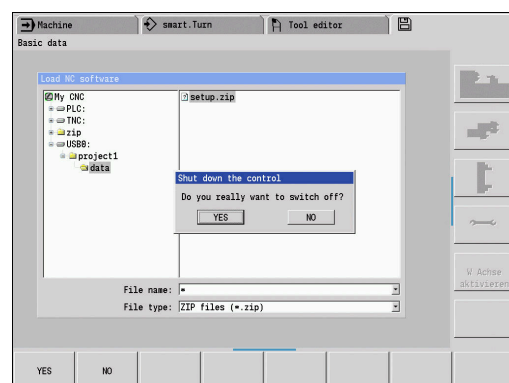 Machine
smart.Turn
Tool editor
Basic data
Load NC software
My CNC
PLC:
TNC:
zip
USB0:
project1
data
setup.zip
Shut down the control
Do you really want to switch off?
YES NO
File name: *
File type: ZIP files (*.zip)
W Achse
aktivieren
YES NO